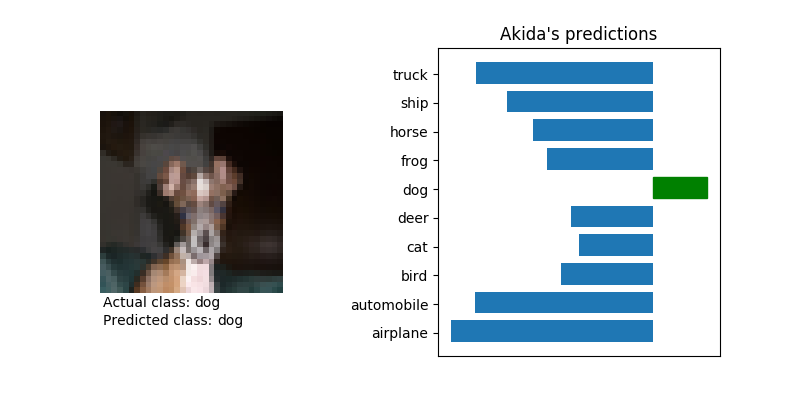 Akida's predictions
truck
ship
horse
frog
dog
deer
cat
bird
automobile
airplane
Actual class: dog
Predicted class: dog